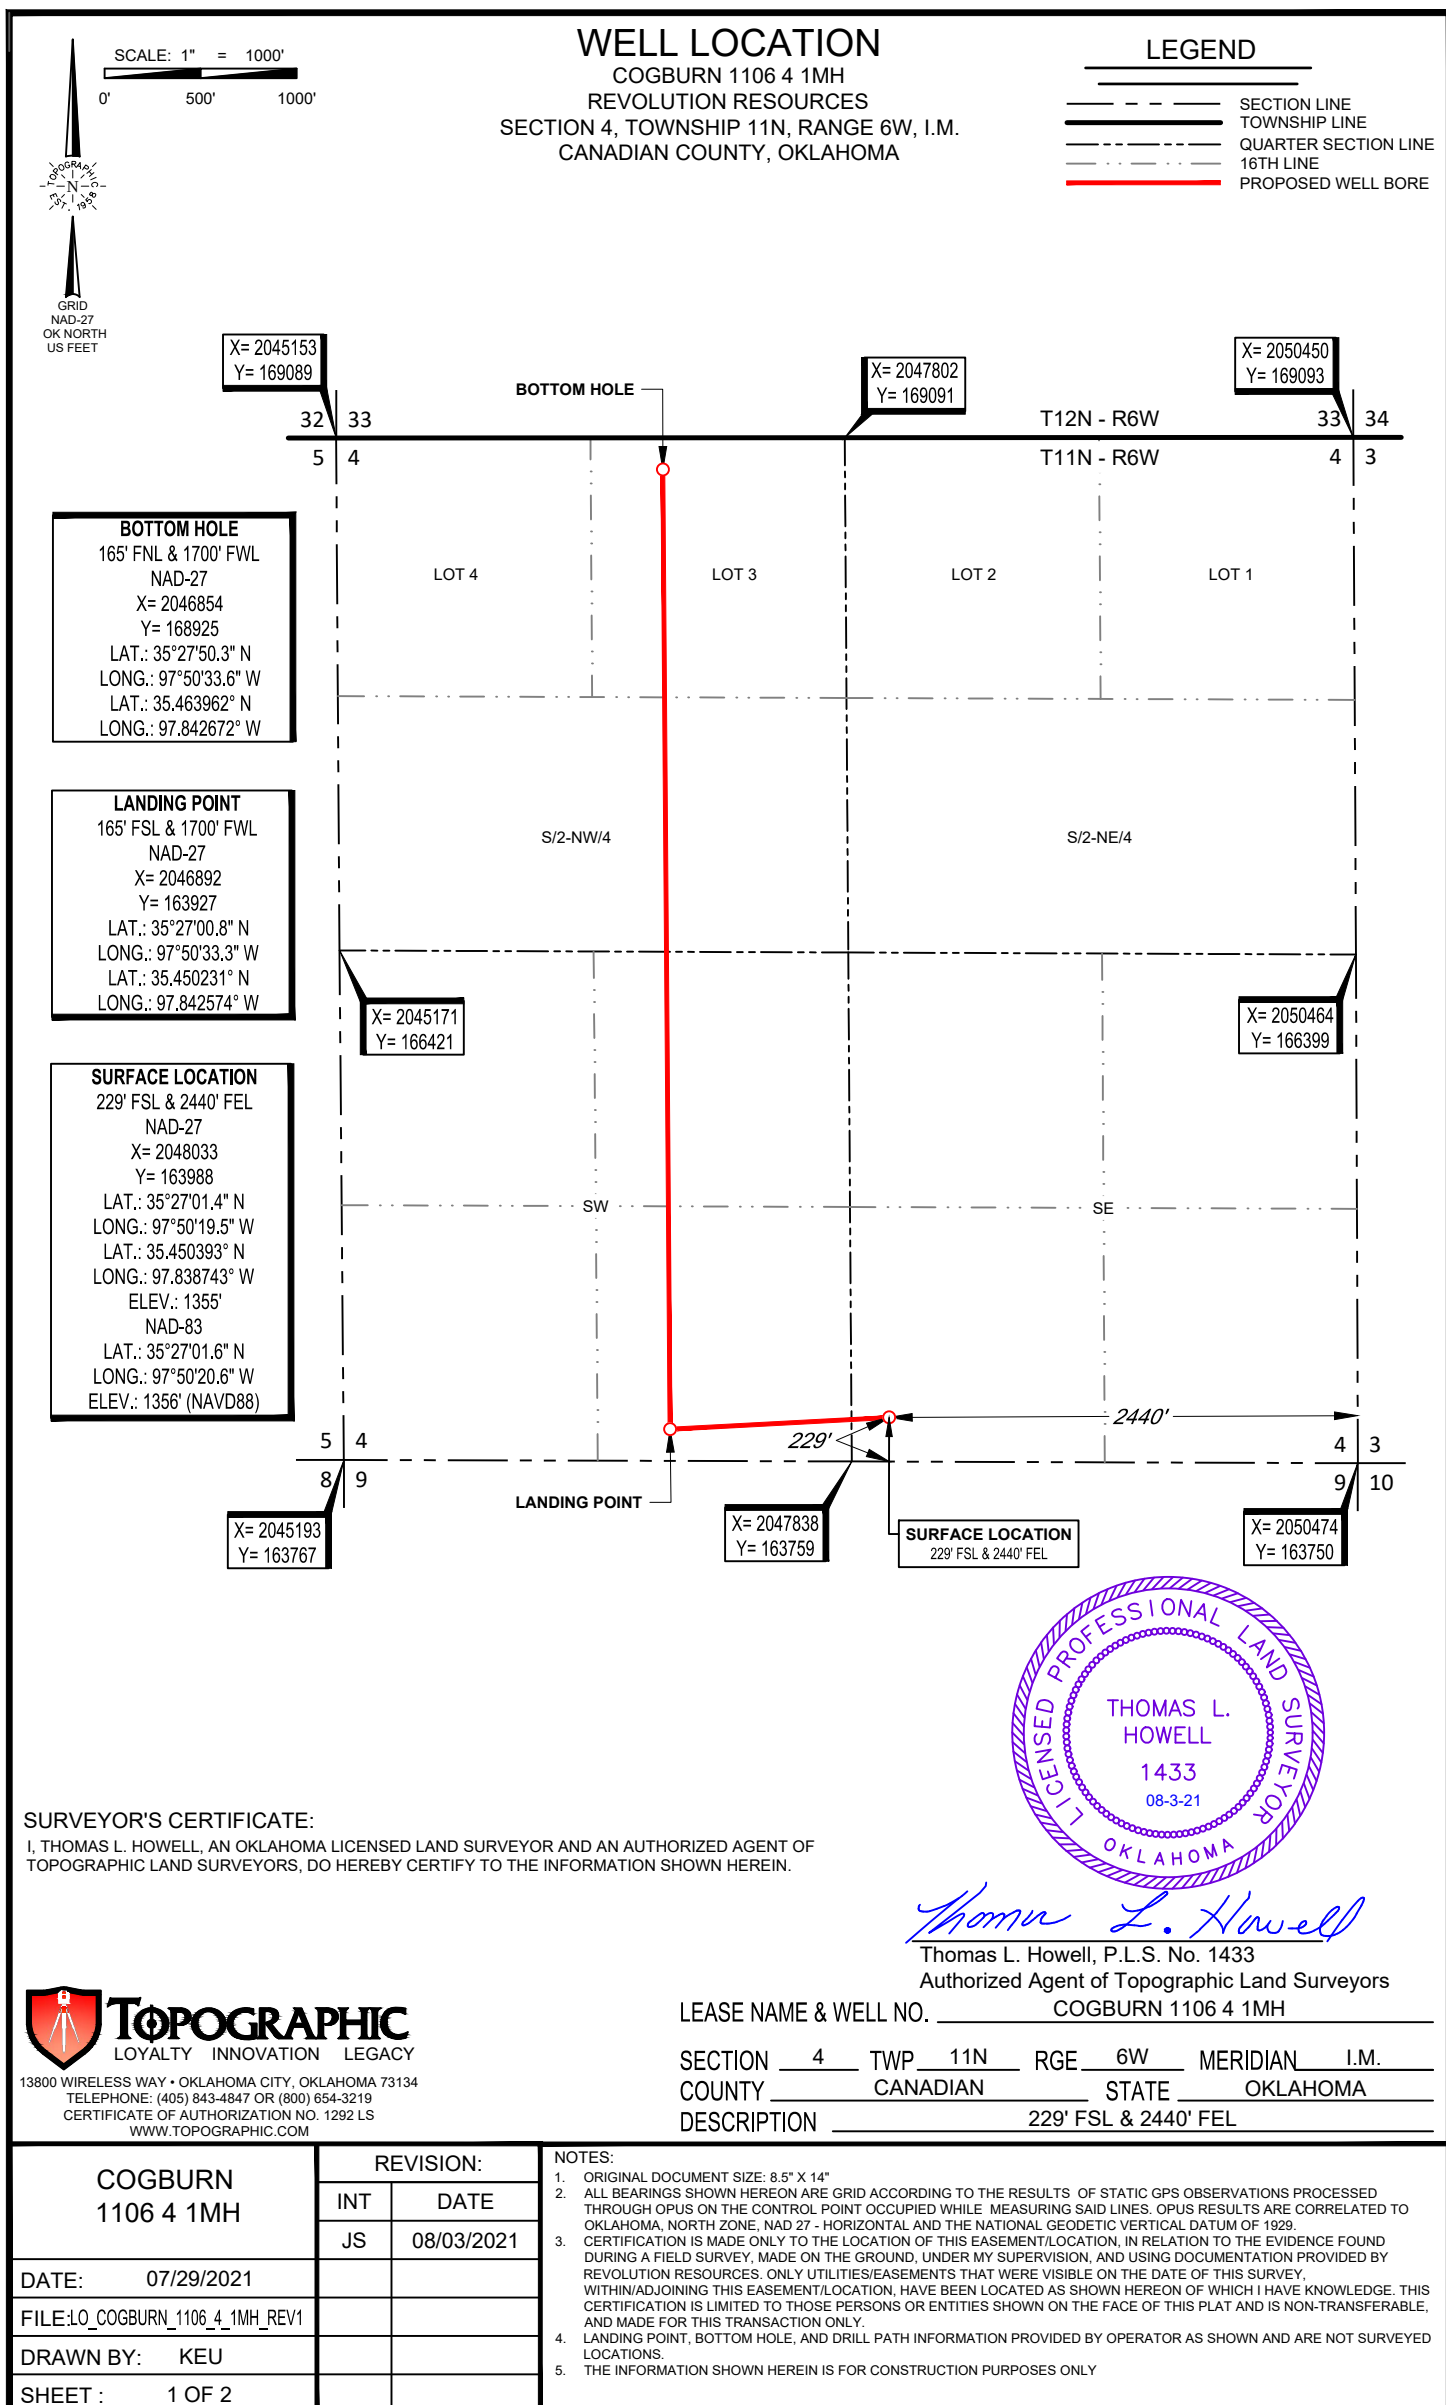 WELL LOCATION
COGBURN 1106 4 1MH
REVOLUTION RESOURCES
SECTION 4, TOWNSHIP 11N, RANGE 6W, I.M.
CANADIAN COUNTY, OKLAHOMA
SCALE: 1" = 1000'
0' 500' 1000'
TOPOGRAPHIC
N
EST. 1958
GRID
NAD-27
OK NORTH
US FEET
LEGEND
SECTION LINE
TOWNSHIP LINE
QUARTER SECTION LINE
16TH LINE
PROPOSED WELL BORE
X= 2045153
Y= 169089
BOTTOM HOLE
X= 2047802
Y= 169091
X= 2050450
Y= 169093
32 33
T12N - R6W
33 34
5 4
T11N - R6W
4 3
BOTTOM HOLE
165' FNL & 1700' FWL
NAD-27
X= 2046854
Y= 168925
LAT.: 35°27'50.3" N
LONG.: 97°50'33.6" W
LAT.: 35.463962° N
LONG.: 97.842672° W
LOT 4
LOT 3
LOT 2
LOT 1
LANDING POINT
165' FSL & 1700' FWL
NAD-27
X= 2046892
Y= 163927
LAT.: 35°27'00.8" N
LONG.: 97°50'33.3" W
LAT.: 35.450231° N
LONG.: 97.842574° W
S/2-NW/4
S/2-NE/4
X= 2045171
Y= 166421
X= 2050464
Y= 166399
SURFACE LOCATION
229' FSL & 2440' FEL
NAD-27
X= 2048033
Y= 163988
LAT.: 35°27'01.4" N
LONG.: 97°50'19.5" W
LAT.: 35.450393° N
LONG.: 97.838743° W
ELEV.: 1355'
NAD-83
LAT.: 35°27'01.6" N
LONG.: 97°50'20.6" W
ELEV.: 1356' (NAVD88)
SW
SE
2440'
229'
5 4
8 9
4 3
9 10
LANDING POINT
X= 2045193
Y= 163767
X= 2047838
Y= 163759
SURFACE LOCATION
229' FSL & 2440' FEL
X= 2050474
Y= 163750
LICENSED PROFESSIONAL LAND SURVEYOR
THOMAS L.
HOWELL
1433
08-3-21
OKLAHOMA
SURVEYOR'S CERTIFICATE:
I, THOMAS L. HOWELL, AN OKLAHOMA LICENSED LAND SURVEYOR AND AN AUTHORIZED AGENT OF
TOPOGRAPHIC LAND SURVEYORS, DO HEREBY CERTIFY TO THE INFORMATION SHOWN HEREIN.
Thomas L. Howell
Thomas L. Howell, P.L.S. No. 1433
Authorized Agent of Topographic Land Surveyors
TOPOGRAPHIC
LOYALTY INNOVATION LEGACY
13800 WIRELESS WAY • OKLAHOMA CITY, OKLAHOMA 73134
TELEPHONE: (405) 843-4847 OR (800) 654-3219
CERTIFICATE OF AUTHORIZATION NO. 1292 LS
WWW.TOPOGRAPHIC.COM
LEASE NAME & WELL NO. COGBURN 1106 4 1MH
SECTION 4 TWP 11N RGE 6W MERIDIAN I.M.
COUNTY CANADIAN STATE OKLAHOMA
DESCRIPTION 229' FSL & 2440' FEL
COGBURN
1106 4 1MH
REVISION:
INT DATE
JS 08/03/2021
DATE: 07/29/2021
FILE:LO_COGBURN_1106_4_1MH_REV1
DRAWN BY: KEU
SHEET : 1 OF 2
NOTES:
1. ORIGINAL DOCUMENT SIZE: 8.5" X 14"
2. ALL BEARINGS SHOWN HEREON ARE GRID ACCORDING TO THE RESULTS OF STATIC GPS OBSERVATIONS PROCESSED
THROUGH OPUS ON THE CONTROL POINT OCCUPIED WHILE MEASURING SAID LINES. OPUS RESULTS ARE CORRELATED TO
OKLAHOMA, NORTH ZONE, NAD 27 - HORIZONTAL AND THE NATIONAL GEODETIC VERTICAL DATUM OF 1929.
3. CERTIFICATION IS MADE ONLY TO THE LOCATION OF THIS EASEMENT/LOCATION, IN RELATION TO THE EVIDENCE FOUND
DURING A FIELD SURVEY, MADE ON THE GROUND, UNDER MY SUPERVISION, AND USING DOCUMENTATION PROVIDED BY
REVOLUTION RESOURCES. ONLY UTILITIES/EASEMENTS THAT WERE VISIBLE ON THE DATE OF THIS SURVEY,
WITHIN/ADJOINING THIS EASEMENT/LOCATION, HAVE BEEN LOCATED AS SHOWN HEREON OF WHICH I HAVE KNOWLEDGE. THIS
CERTIFICATION IS LIMITED TO THOSE PERSONS OR ENTITIES SHOWN ON THE FACE OF THIS PLAT AND IS NON-TRANSFERABLE,
AND MADE FOR THIS TRANSACTION ONLY.
4. LANDING POINT, BOTTOM HOLE, AND DRILL PATH INFORMATION PROVIDED BY OPERATOR AS SHOWN AND ARE NOT SURVEYED
LOCATIONS.
5. THE INFORMATION SHOWN HEREIN IS FOR CONSTRUCTION PURPOSES ONLY